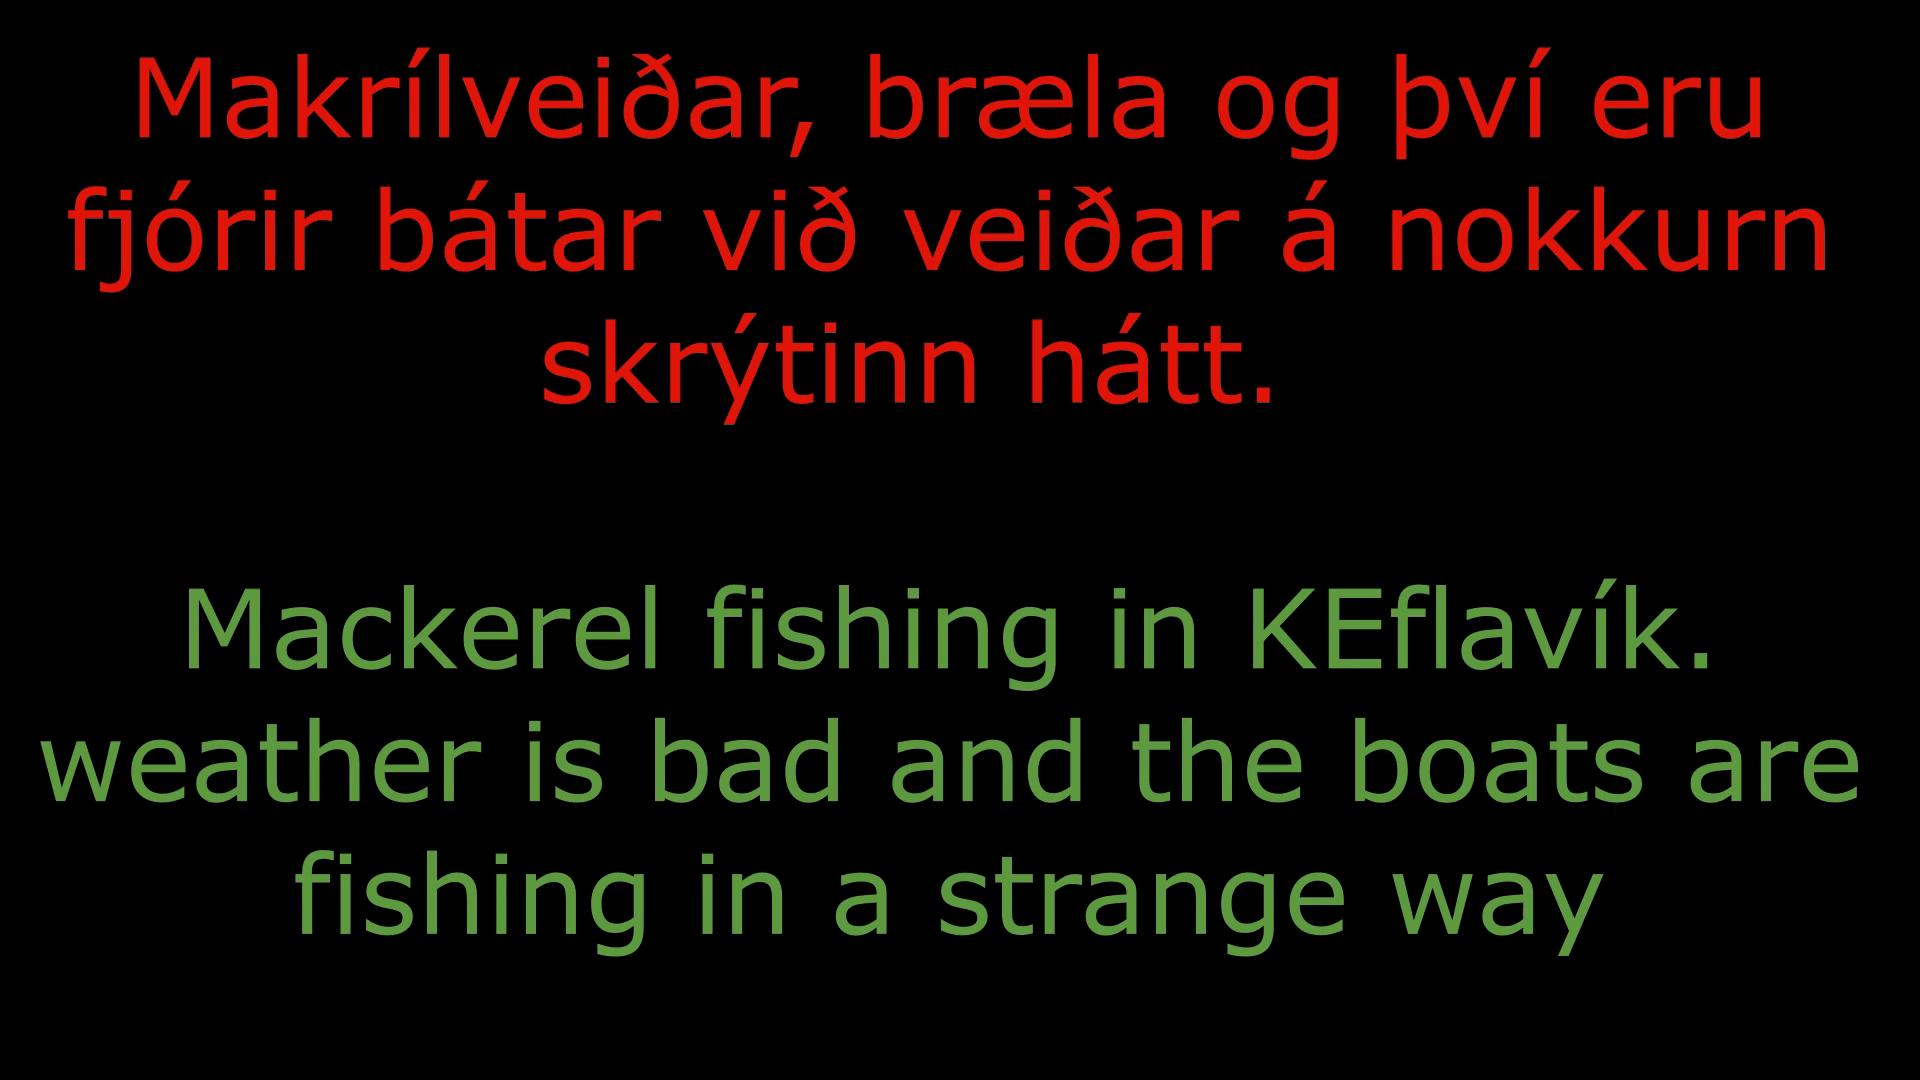 Makrílveiðar, bræla og því eru
fjórir bátar við veiðar á nokkurn
skrýtinn hátt.
Mackerel fishing in KEflavík.
weather is bad and the boats are
fishing in a strange way